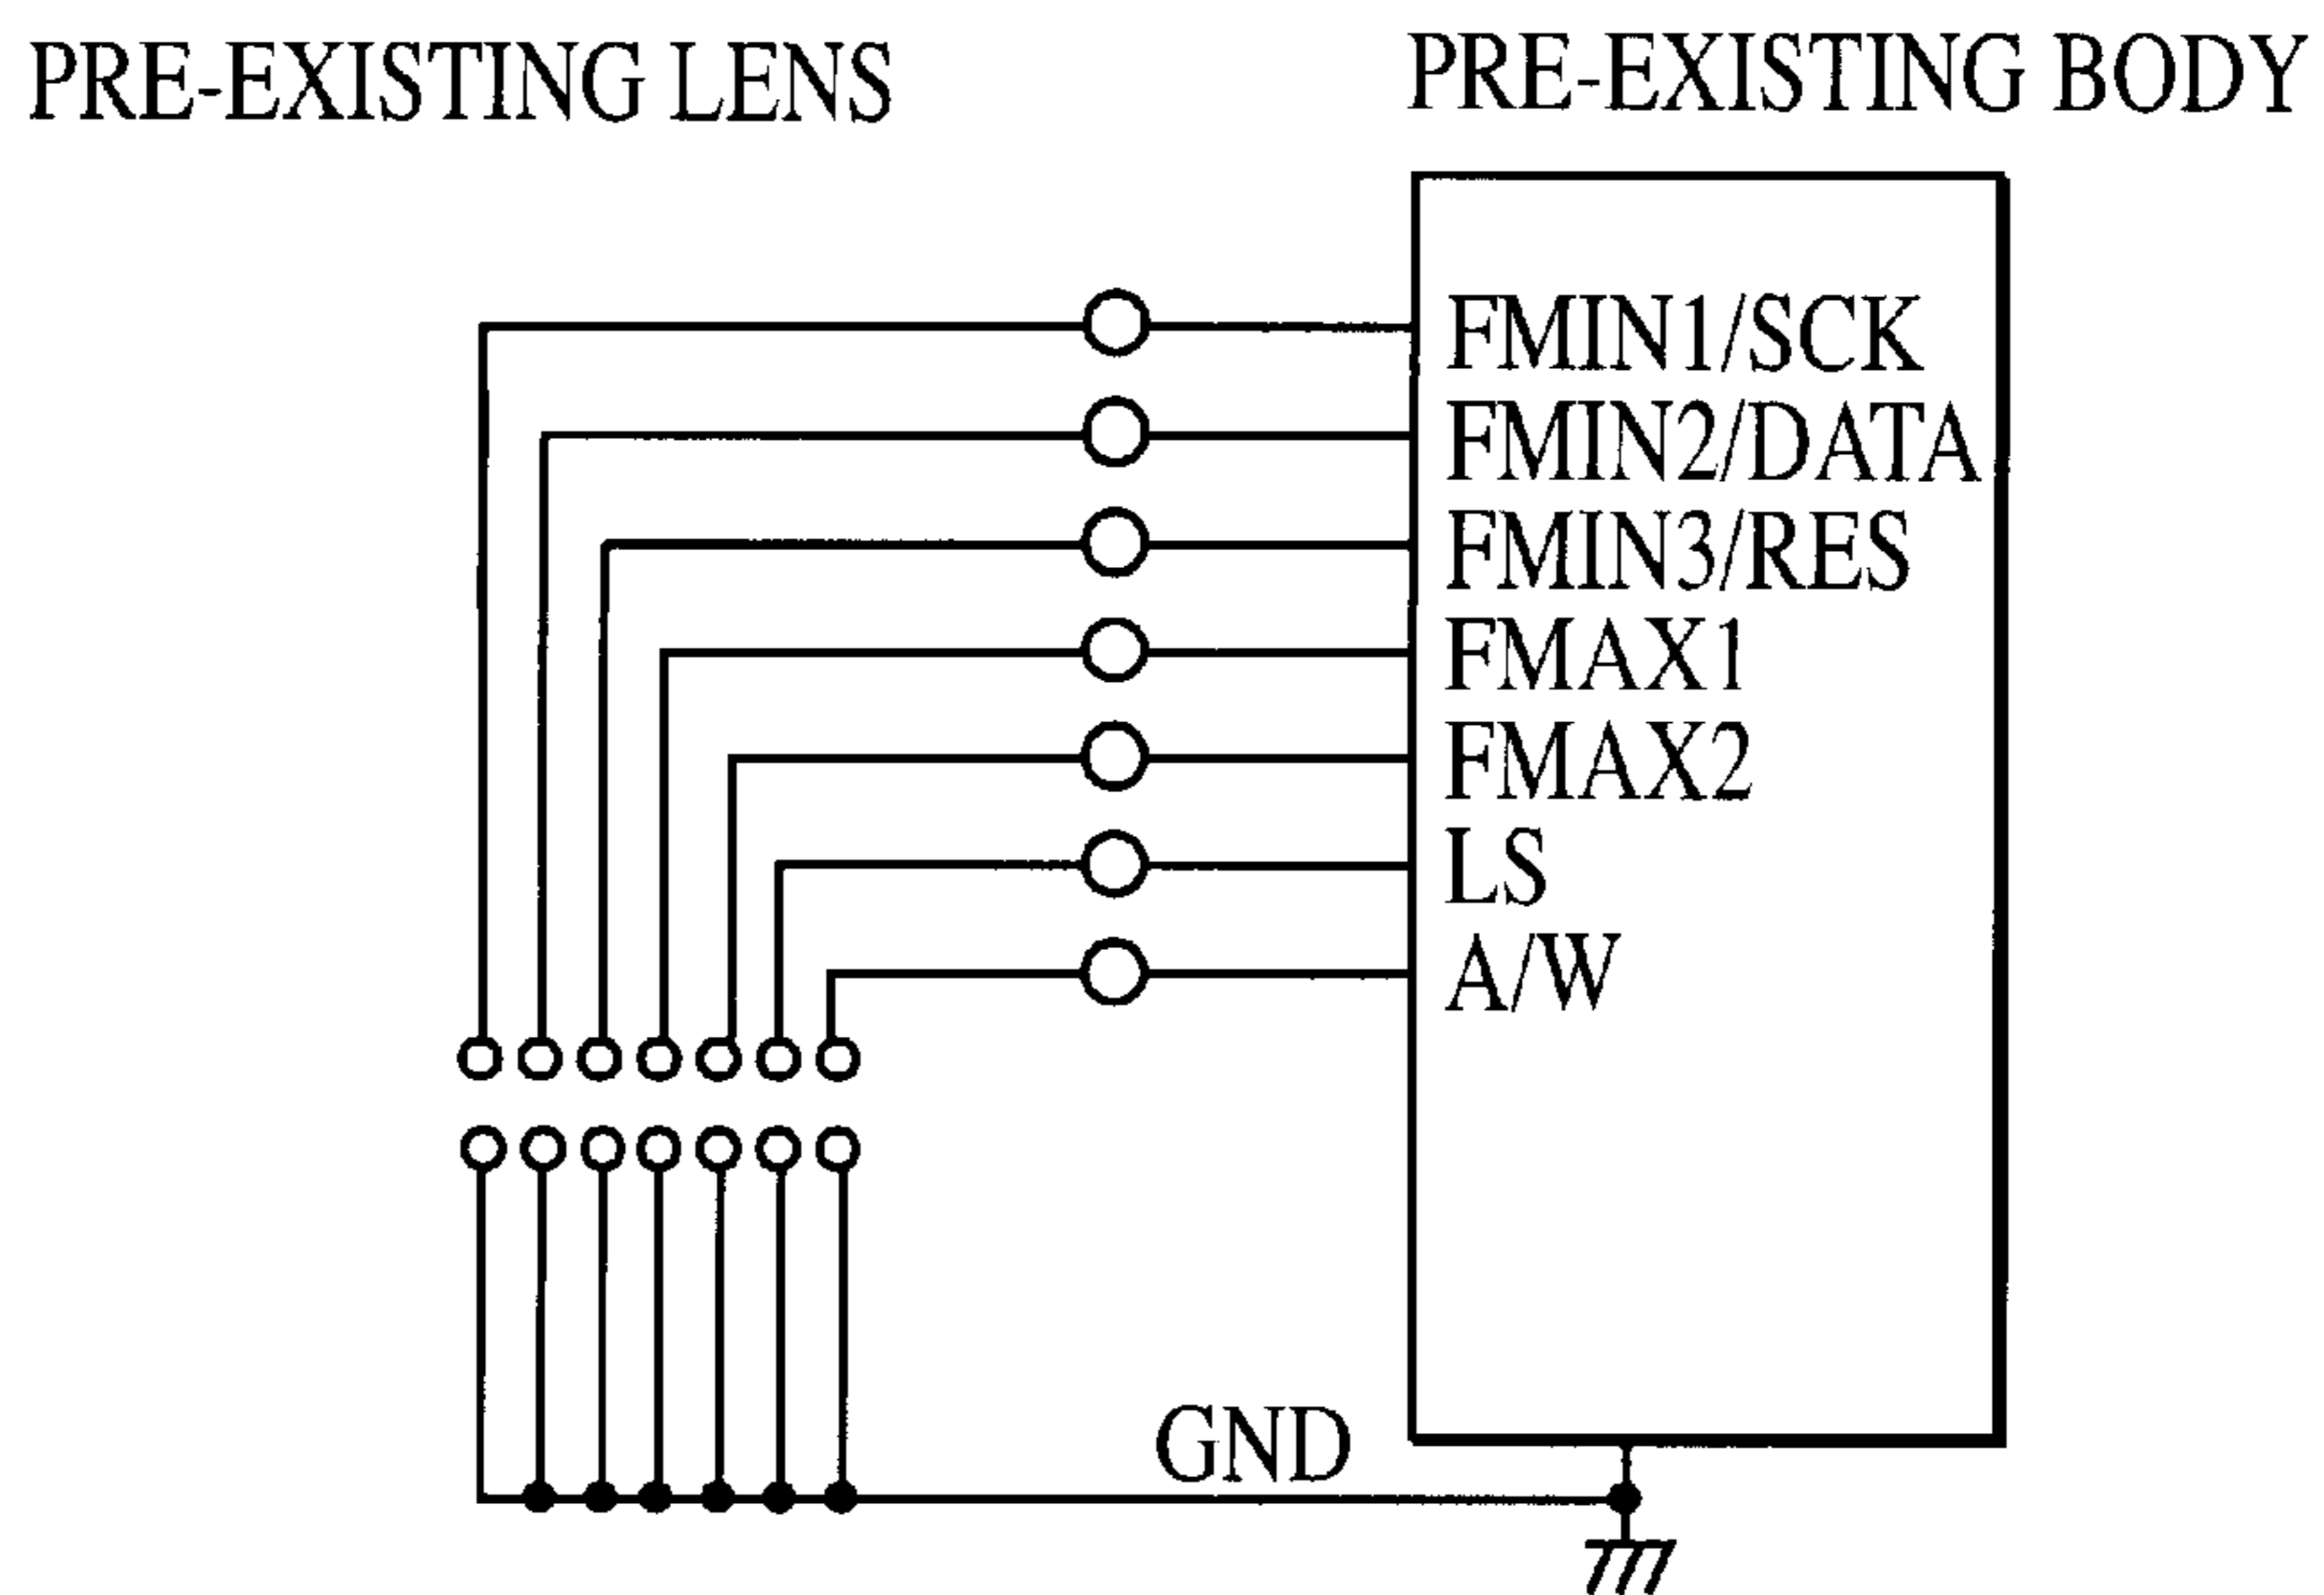 PRE-EXISTING LENS
PRE-EXISTING BODY
FMIN1/SCK
FMIN2/DATA
FMIN3/RES
FMAX1
FMAX2
LS
A/W
GND